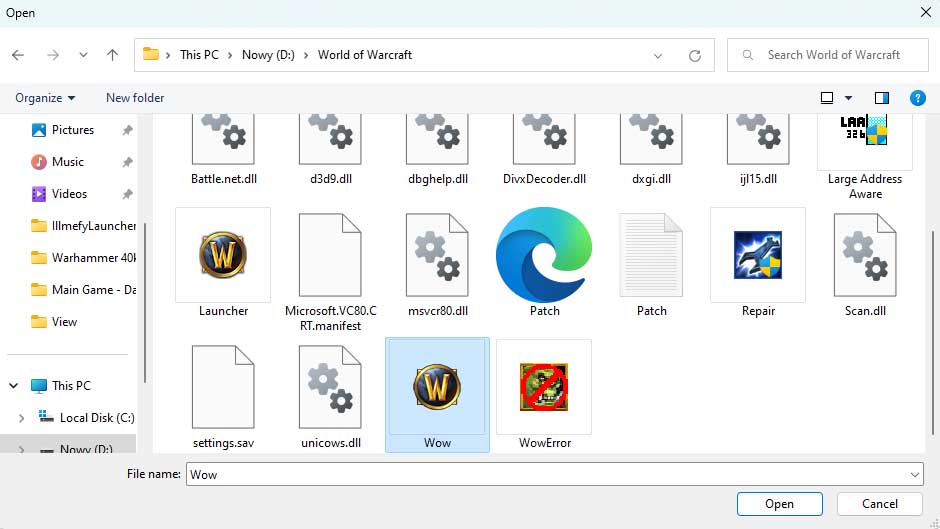 Open
This PC > Nowy (D:) > World of Warcraft
Search World of Warcraft
Organize
New folder
?
Pictures
Music
Videos
IllmefyLauncher
Warhammer 40k
Main Game - Da
View
This PC
Local Disk (C:)
Nowy (D:)
LAA
32b
Battle.net.dll
d3d9.dll
dbghelp.dll
DivxDecoder.dll
dxgi.dll
ijl15.dll
Large Address
Aware
W
Launcher
Microsoft.VC80.C
RT.manifest
msvcr80.dll
Patch
Patch
Repair
Scan.dll
settings.sav
unicows.dll
W
Wow
WowError
File name:
Wow
Open
Cancel